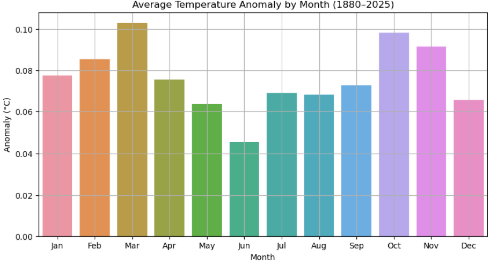 Average Temperature Anomaly by Month (1880–2025)
Anomaly (°C)
0.10
0.08
0.06
0.04
0.02
0.00
Jan Feb Mar Apr May Jun Jul Aug Sep Oct Nov Dec
Month